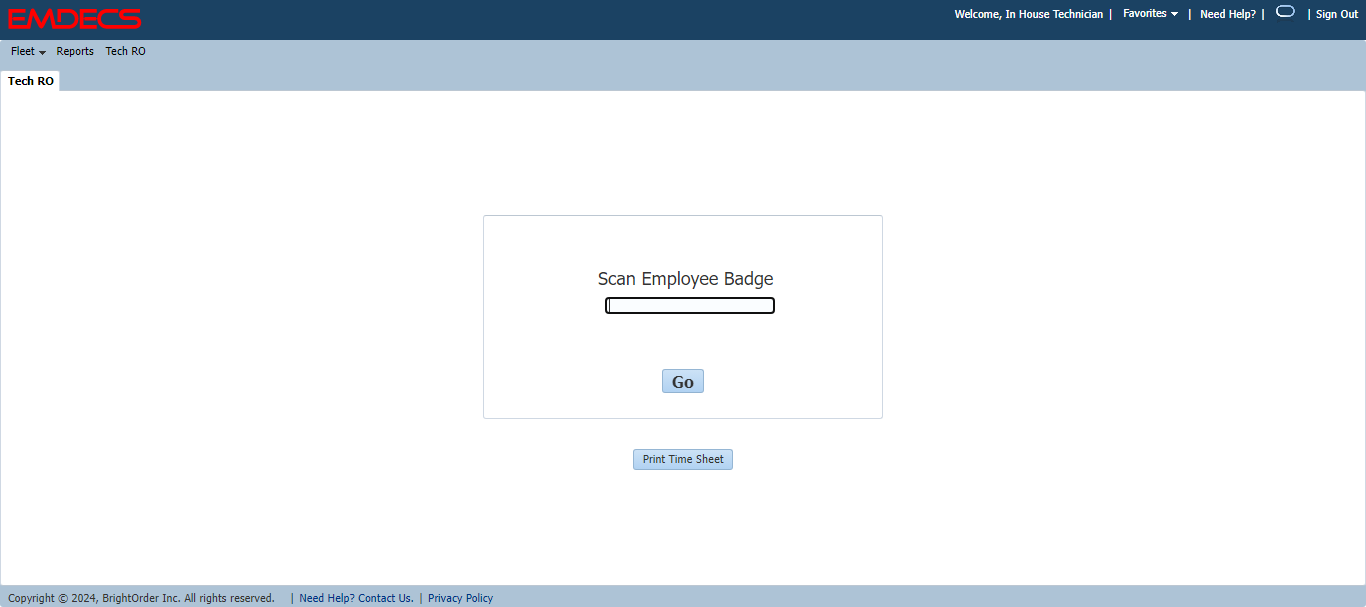 EMDECS
Welcome, In House Technician | Favorites | Need Help? | | Sign Out
Fleet Reports Tech RO
Tech RO
Scan Employee Badge
Go
Print Time Sheet
Copyright © 2024, BrightOrder Inc. All rights reserved. | Need Help? Contact Us. | Privacy Policy